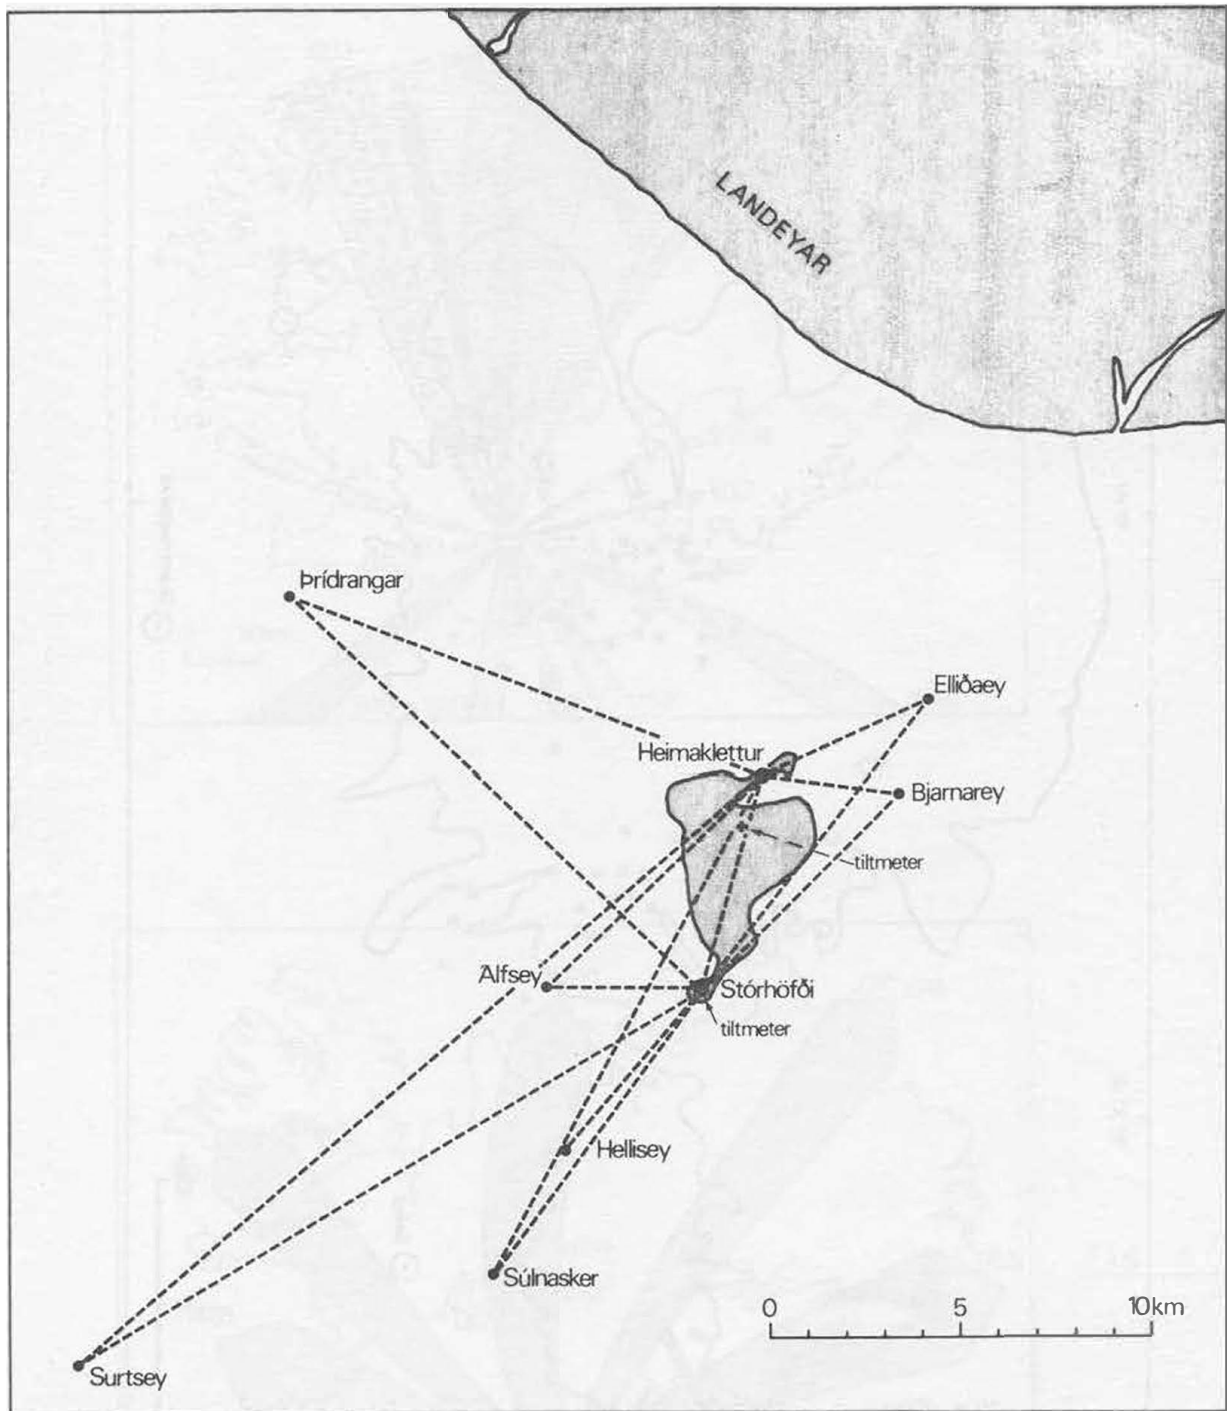 LANDEYAR
Þrídrangar
Elliðaey
Heimaklettur
Bjarnarey
tiltmeter
Álfsey
Stórhöfði
tiltmeter
Hellisey
Súlnasker
0 5 10km
Surtsey